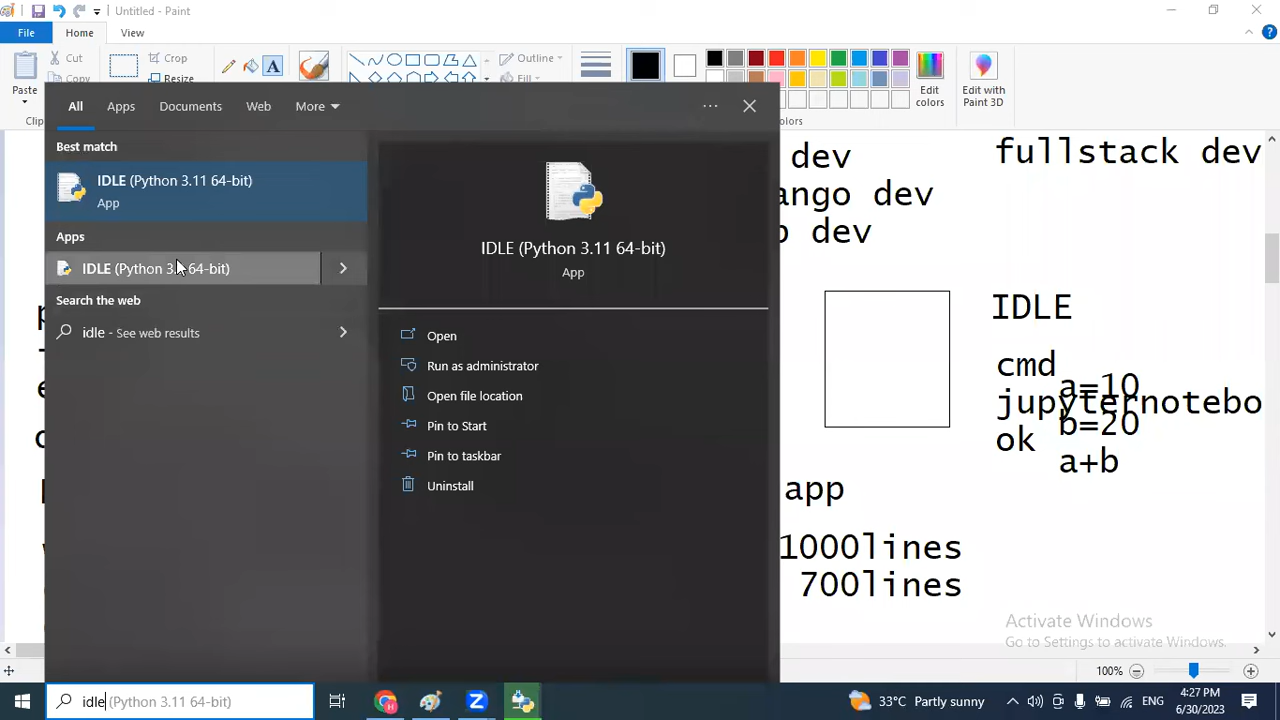 Untitled - Paint
File
Home
View
Cut
Copy
Paste
Crop
Resize
Outline
Fill
Edit colors
Edit with Paint 3D
All
Apps
Documents
Web
More
Best match
IDLE (Python 3.11 64-bit)
App
Apps
IDLE (Python 3.11 64-bit)
Search the web
idle - See web results
IDLE (Python 3.11 64-bit)
App
Open
Run as administrator
Open file location
Pin to Start
Pin to taskbar
Uninstall
dev
fullstack dev
dev
IDLE
cmd
a=10
jupyternotebo
b=20
ok
a+b
app
1000lines
700lines
Activate Windows
Go to Settings to activate Windows.
100%
idle (Python 3.11 64-bit)
33°C Partly sunny
ENG
4:27 PM
6/30/2023